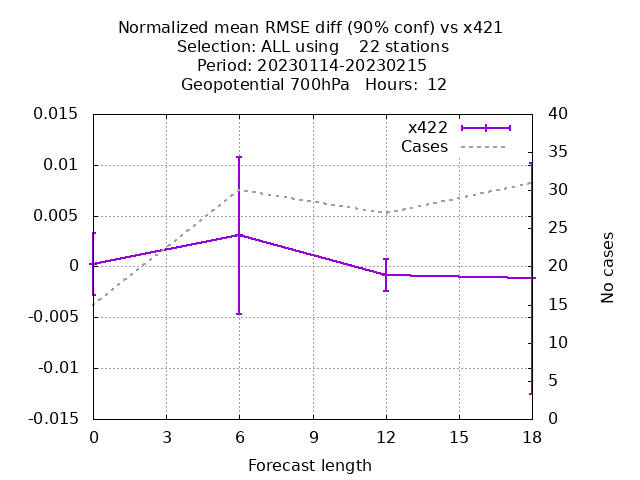 Normalized mean RMSE diff (90% conf) vs x421
Selection: ALL using    22 stations
Period: 20230114-20230215
Geopotential 700hPa   Hours:  12
x422
Cases
0.015
0.01
0.005
0
-0.005
-0.01
-0.015
40
35
30
25
20
15
10
5
0
No cases
0 3 6 9 12 15 18
Forecast length